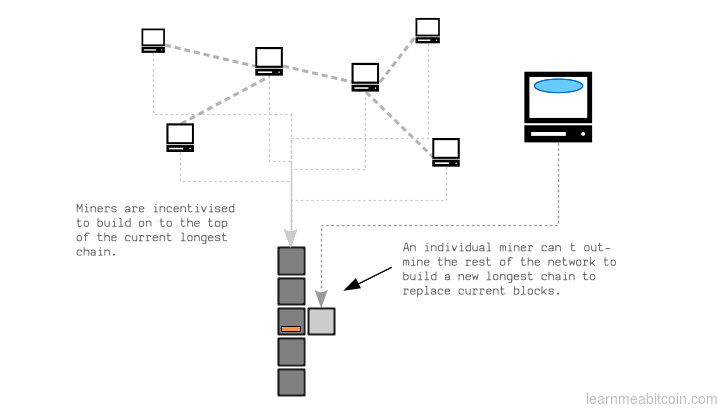 Miners are incentivised
to build on to the top
of the current longest
chain.
An individual miner can t out-
mine the rest of the network to
build a new longest chain to
replace current blocks.
learnmeabitcoin.com